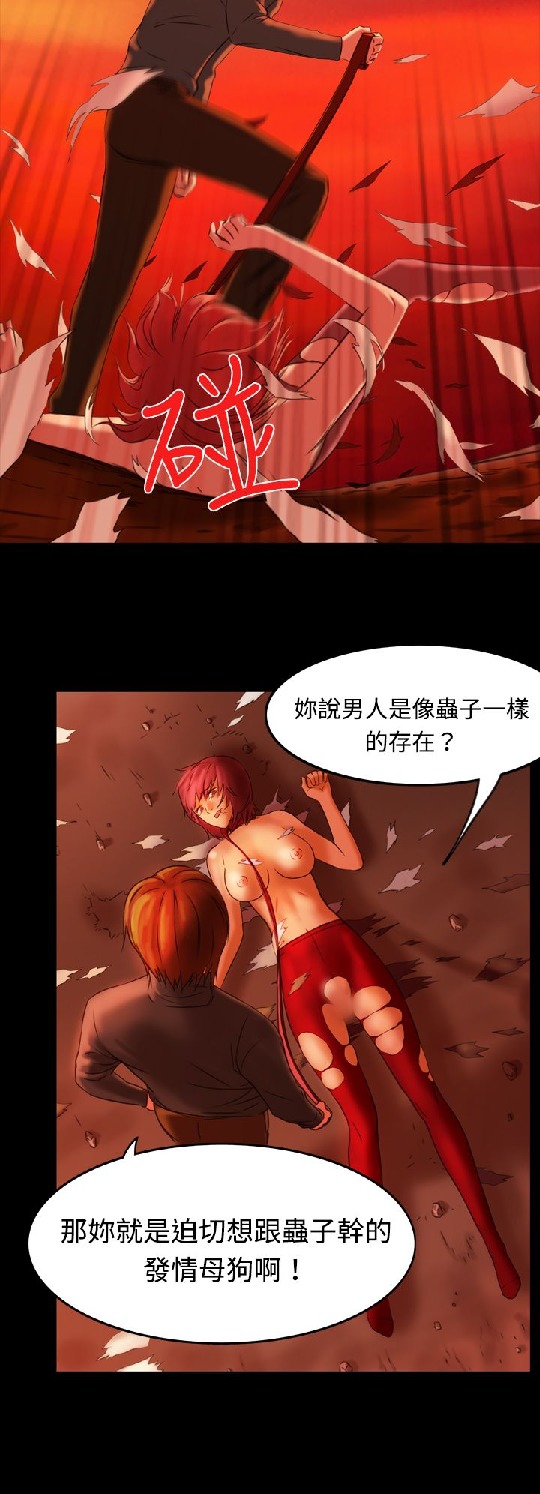 碰
妳說男人是像蟲子一樣
的存在？
那妳就是迫切想跟蟲子幹的
發情母狗啊！